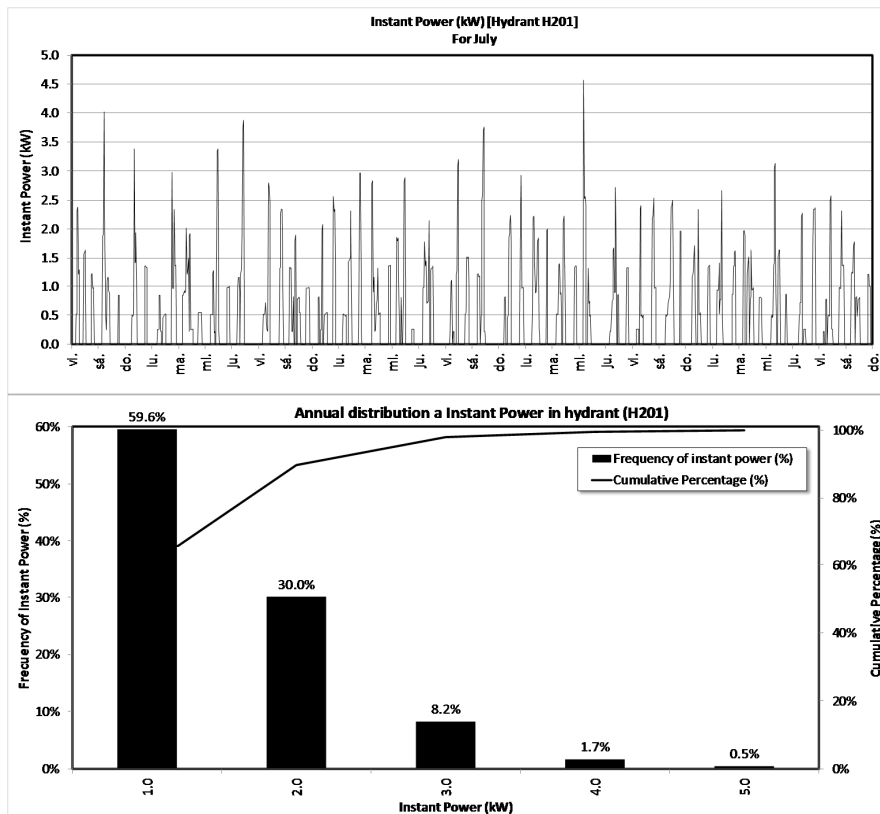 Instant Power (kW) [Hydrant H201]
For July
Instant Power (kW)
5.0
4.5
4.0
3.5
3.0
2.5
2.0
1.5
1.0
0.5
0.0
vi. sá. do. lu. ma. mi. ju. vi. sá. do. lu. ma. mi. ju. vi. sá. do. lu. ma. mi. ju. vi. sá. do. lu. ma. mi. ju. vi. sá. do.
Annual distribution a Instant Power in hydrant (H201)
Frecuency of Instant Power (%)
60%
50%
40%
30%
20%
10%
0%
59.6%
30.0%
8.2%
1.7%
0.5%
Frequency of instant power (%)
Cumulative Percentage (%)
100%
80%
60%
40%
20%
0%
Cumulative Percentage (%)
1.0 2.0 3.0 4.0 5.0
Instant Power (kW)